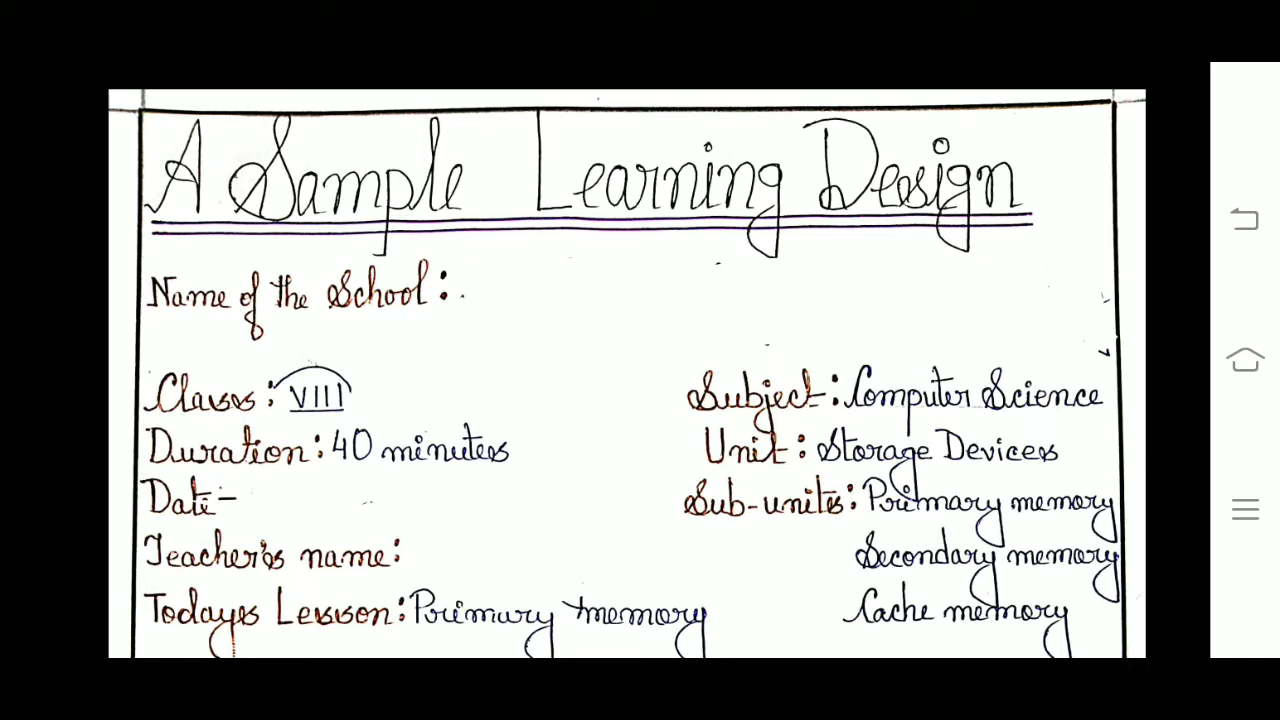 A Sample Learning Design
Name of the School:
Class: VIII
Subject: Computer Science
Duration: 40 minutes
Unit: Storage Devices
Date:-
Sub-units: Primary memory
Teacher's name:
Secondary memory
Todays Lesson: Primary memory
Cache memory